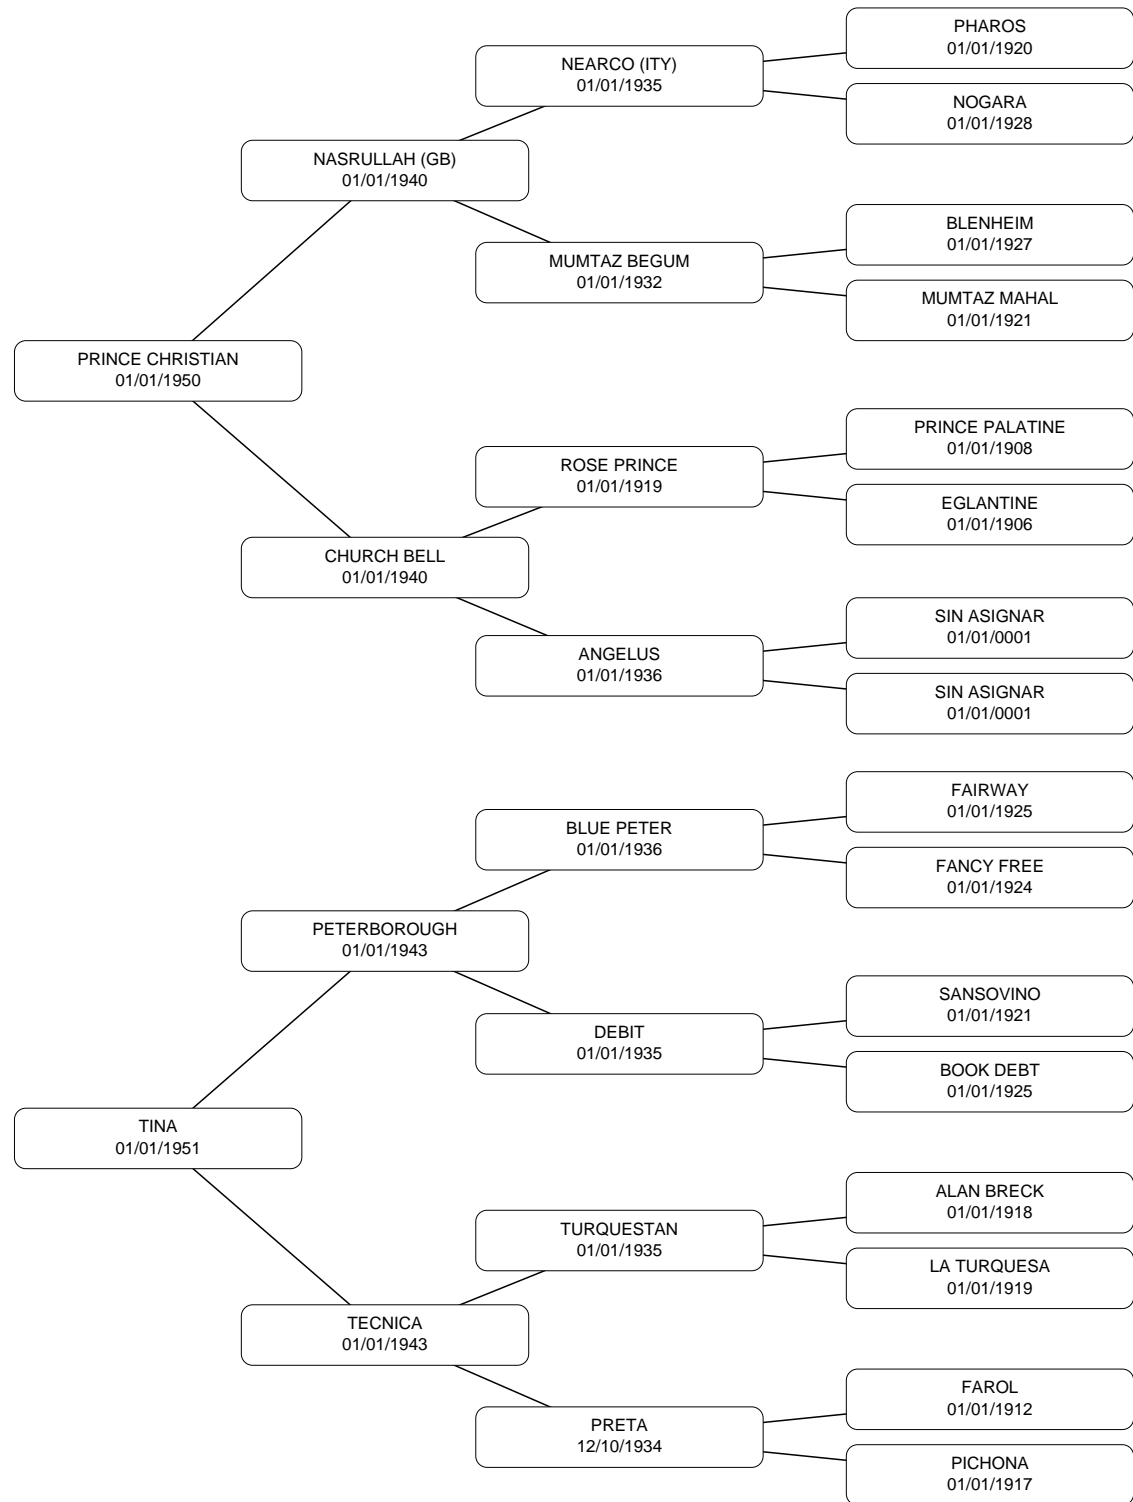 PHAROS
01/01/1920
NEARCO (ITY)
01/01/1935
NOGARA
01/01/1928
NASRULLAH (GB)
01/01/1940
BLENHEIM
01/01/1927
MUMTAZ BEGUM
01/01/1932
MUMTAZ MAHAL
01/01/1921
PRINCE CHRISTIAN
01/01/1950
PRINCE PALATINE
01/01/1908
ROSE PRINCE
01/01/1919
EGLANTINE
01/01/1906
CHURCH BELL
01/01/1940
SIN ASIGNAR
01/01/0001
ANGELUS
01/01/1936
SIN ASIGNAR
01/01/0001
FAIRWAY
01/01/1925
BLUE PETER
01/01/1936
FANCY FREE
01/01/1924
PETERBOROUGH
01/01/1943
SANSOVINO
01/01/1921
DEBIT
01/01/1935
BOOK DEBT
01/01/1925
TINA
01/01/1951
ALAN BRECK
01/01/1918
TURQUESTAN
01/01/1935
LA TURQUESA
01/01/1919
TECNICA
01/01/1943
FAROL
01/01/1912
PRETA
12/10/1934
PICHONA
01/01/1917